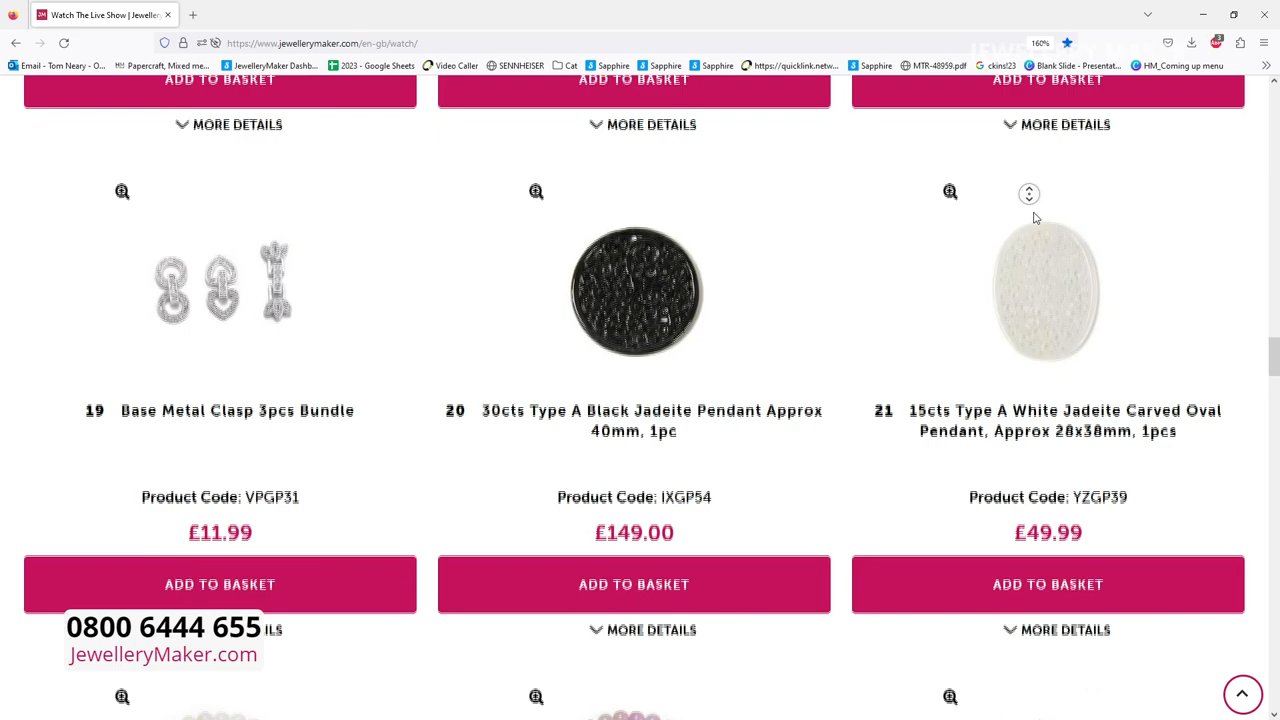 Watch The Live Show | Jeweller
https://www.jewellerymaker.com/en-gb/watch/
160%
3
Email - Tom Neary - O...
Papercraft, Mixed me...
JewelleryMaker Dashb...
2023 - Google Sheets
Video Caller
SENNHEISER
Cat
Sapphire
Sapphire
Sapphire
https://quicklink.netw...
Sapphire
MTR-48959.pdf
ckins!23
Blank Slide - Presentat...
HM_Coming up menu
ADD TO BASKET
ADD TO BASKET
ADD TO BASKET
MORE DETAILS
MORE DETAILS
MORE DETAILS
19 Base Metal Clasp 3pcs Bundle
Product Code: VPGP31
£11.99
ADD TO BASKET
20 30cts Type A Black Jadeite Pendant Approx
40mm, 1pc
Product Code: IXGP54
£149.00
ADD TO BASKET
MORE DETAILS
21 15cts Type A White Jadeite Carved Oval
Pendant, Approx 28x38mm, 1pcs
Product Code: YZGP39
£49.99
ADD TO BASKET
MORE DETAILS
0800 6444 655
JewelleryMaker.com